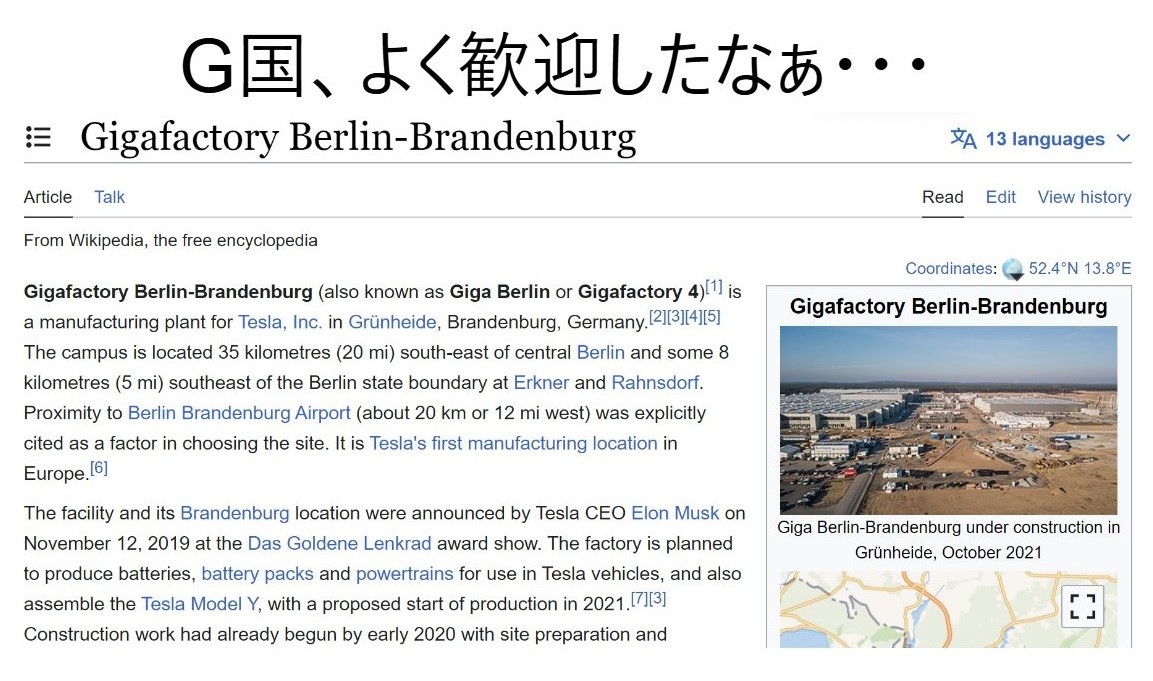 G国、よく歓迎したなぁ・・・
Gigafactory Berlin-Brandenburg
13 languages
Article Talk
Read Edit View history
From Wikipedia, the free encyclopedia
Coordinates: 52.4°N 13.8°E
Gigafactory Berlin-Brandenburg (also known as Giga Berlin or Gigafactory 4)[1] is
a manufacturing plant for Tesla, Inc. in Grünheide, Brandenburg, Germany.[2][3][4][5]
The campus is located 35 kilometres (20 mi) south-east of central Berlin and some 8
kilometres (5 mi) southeast of the Berlin state boundary at Erkner and Rahnsdorf.
Proximity to Berlin Brandenburg Airport (about 20 km or 12 mi west) was explicitly
cited as a factor in choosing the site. It is Tesla's first manufacturing location in
Europe.[6]
The facility and its Brandenburg location were announced by Tesla CEO Elon Musk on
November 12, 2019 at the Das Goldene Lenkrad award show. The factory is planned
to produce batteries, battery packs and powertrains for use in Tesla vehicles, and also
assemble the Tesla Model Y, with a proposed start of production in 2021.[7][3]
Construction work had already begun by early 2020 with site preparation and
Gigafactory Berlin-Brandenburg
Giga Berlin-Brandenburg under construction in
Grünheide, October 2021